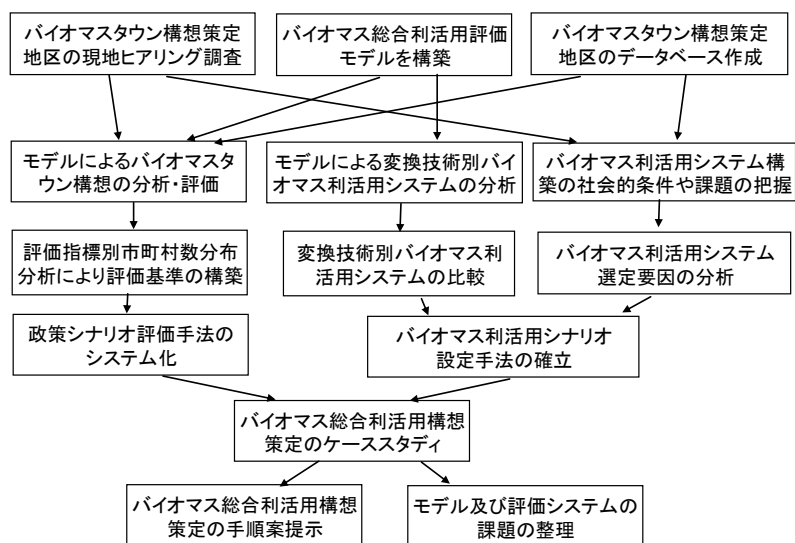 バイオマスタウン構想策定
地区の現地ヒアリング調査
バイオマス総合利活用評価
モデルを構築
バイオマスタウン構想策定
地区のデータベース作成
モデルによるバイオマスタ
ウン構想の分析・評価
モデルによる変換技術別バイ
オマス利活用システムの分析
バイオマス利活用システム構
築の社会的条件や課題の把握
評価指標別市町村数分布
分析により評価基準の構築
変換技術別バイオマス利
活用システムの比較
バイオマス利活用システム
選定要因の分析
政策シナリオ評価手法の
システム化
バイオマス利活用シナリオ
設定手法の確立
バイオマス総合利活用構想
策定のケーススタディ
バイオマス総合利活用構想
策定の手順案提示
モデル及び評価システムの
課題の整理